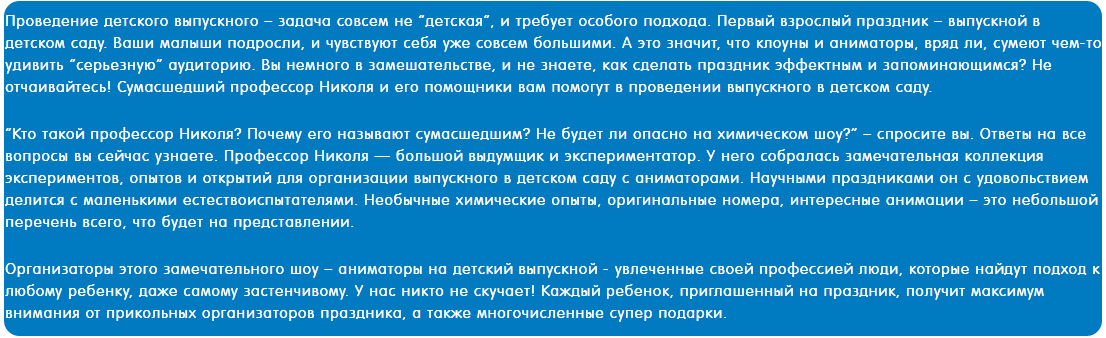 Проведение детского выпускного – задача совсем не “детская”, и требует особого подхода. Первый взрослый праздник – выпускной в
детском саду. Ваши малыши подросли, и чувствуют себя уже совсем большими. А это значит, что клоуны и аниматоры, вряд ли, сумеют чем-то
удивить “серьезную” аудиторию. Вы немного в замешательстве, и не знаете, как сделать праздник эффектным и запоминающимся? Не
отчаивайтесь! Сумасшедший профессор Николя и его помощники вам помогут в проведении выпускного в детском саду.
“Кто такой профессор Николя? Почему его называют сумасшедшим? Не будет ли опасно на химическом шоу?” – спросите вы. Ответы на все
вопросы вы сейчас узнаете. Профессор Николя — большой выдумщик и экспериментатор. У него собралась замечательная коллекция
экспериментов, опытов и открытий для организации выпускного в детском саду с аниматорами. Научными праздниками он с удовольствием
делится с маленькими естествоиспытателями. Необычные химические опыты, оригинальные номера, интересные анимации – это небольшой
перечень всего, что будет на представлении.
Организаторы этого замечательного шоу – аниматоры на детский выпускной - увлеченные своей профессией люди, которые найдут подход к
любому ребенку, даже самому застенчивому. У нас никто не скучает! Каждый ребенок, приглашенный на праздник, получит максимум
внимания от прикольных организаторов праздника, а также многочисленные супер подарки.